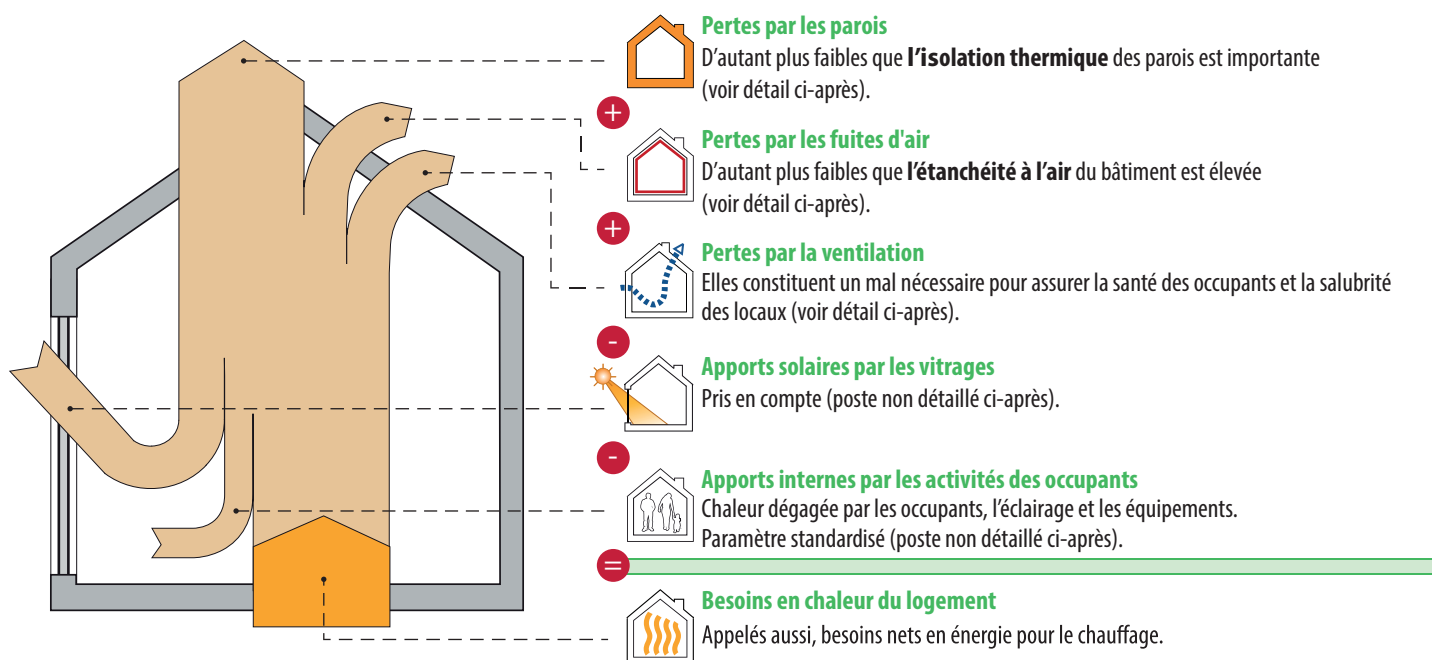 Pertes par les parois
D'autant plus faibles que l'isolation thermique des parois est importante
(voir détail ci-après).
+
Pertes par les fuites d'air
D'autant plus faibles que l'étanchéité à l'air du bâtiment est élevée
(voir détail ci-après).
+
Pertes par la ventilation
Elles constituent un mal nécessaire pour assurer la santé des occupants et la salubrité
des locaux (voir détail ci-après).
-
Apports solaires par les vitrages
Pris en compte (poste non détaillé ci-après).
-
Apports internes par les activités des occupants
Chaleur dégagée par les occupants, l'éclairage et les équipements.
Paramètre standardisé (poste non détaillé ci-après).
=
Besoins en chaleur du logement
Appelés aussi, besoins nets en énergie pour le chauffage.